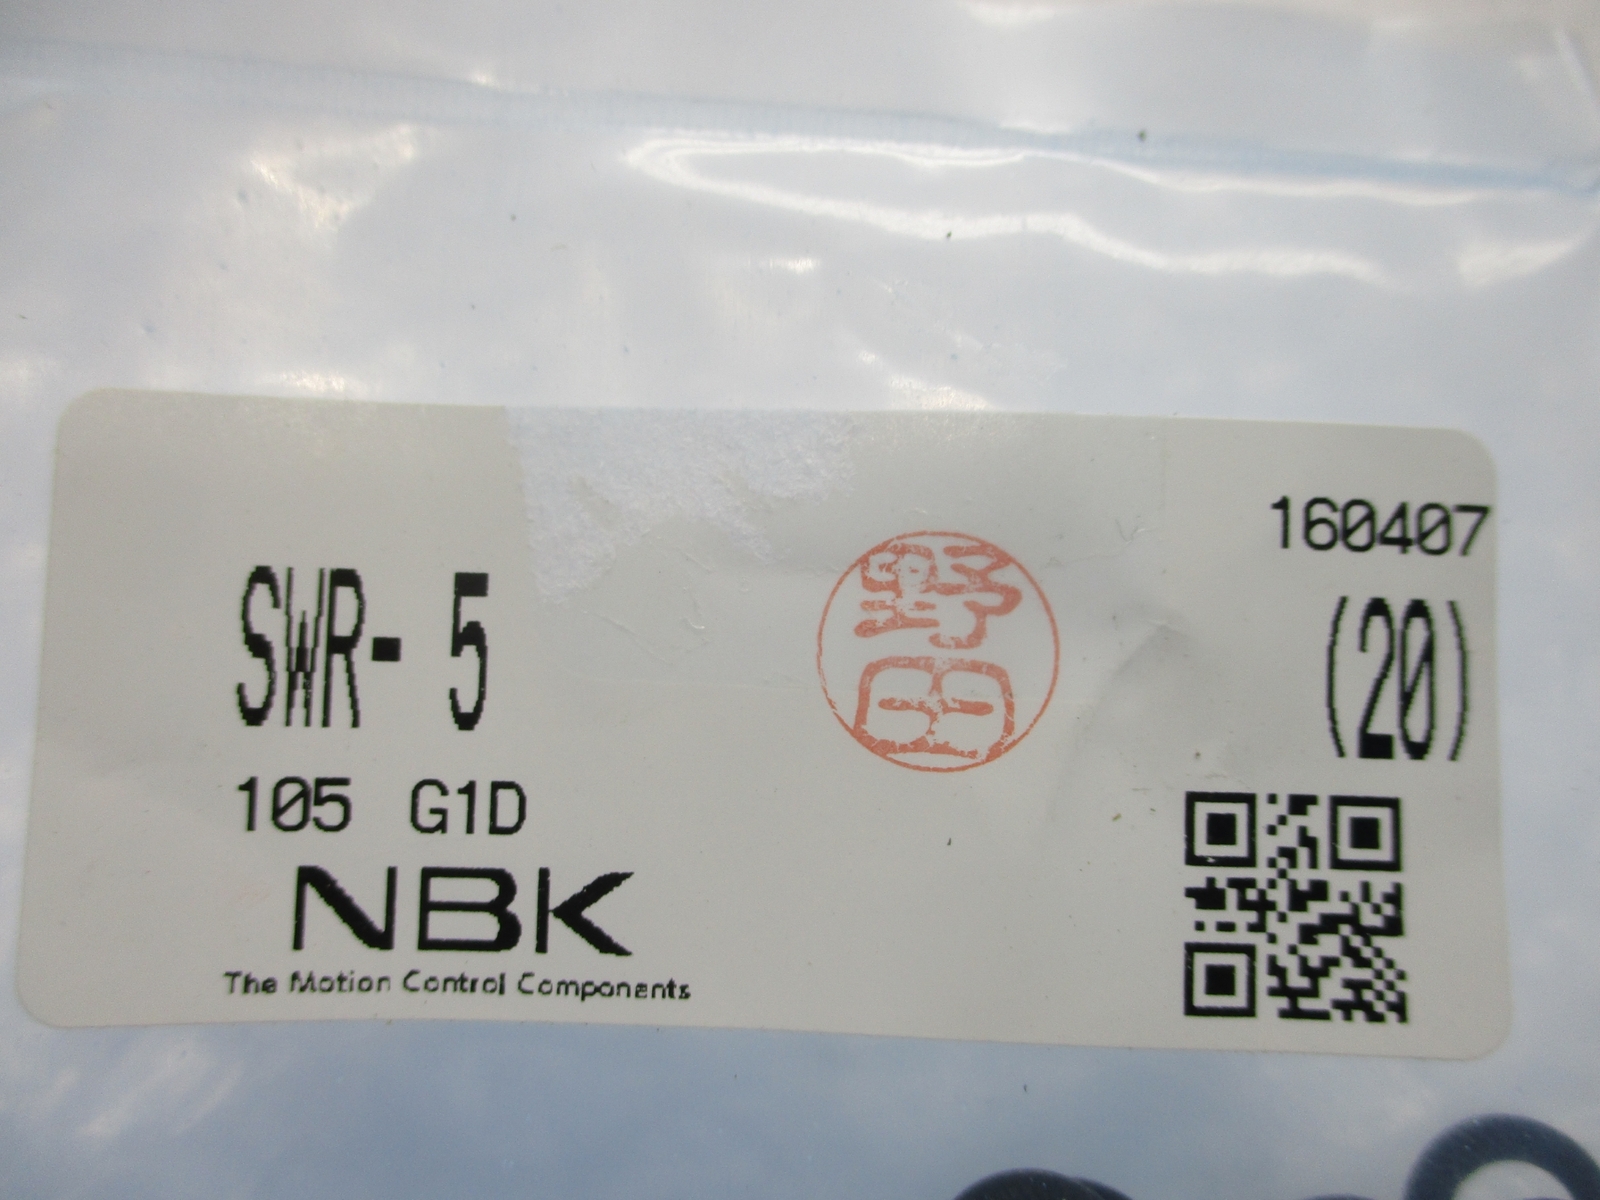 160407
SWR- 5
野田
(20)
105 G1D
NBK
The Motion Control Components